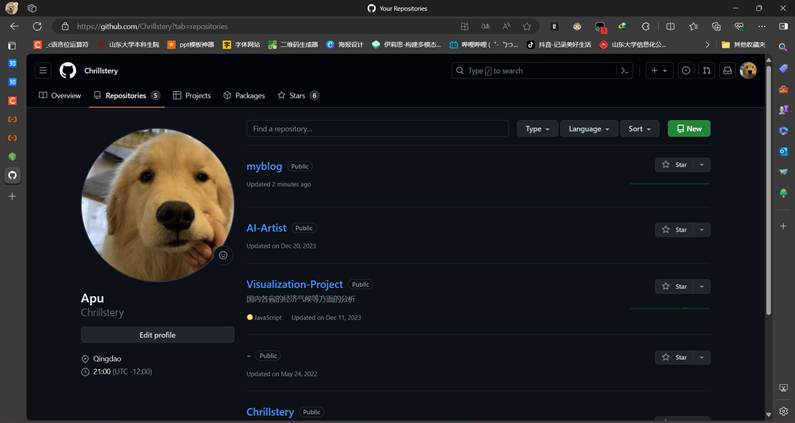 Your Repositories
https://github.com/Chrillstery?tab=repositories
_c语言位运算符
山东大学本科生院
ppt模板神器
字体网站
二维码生成器
海报设计
伊莉思-构建多模态...
哔哩哔哩 (゜-゜)つ...
抖音-记录美好生活
山东大学信息化公...
其他收藏夹
Chrillstery
Type / to search
Overview
Repositories 5
Projects
Packages
Stars 6
Find a repository...
Type
Language
Sort
New
myblog Public
Star
Updated 2 minutes ago
AI-Artist Public
Star
Updated on Dec 20, 2023
Visualization-Project Public
Star
国内各省的经济气候等方面的分析
JavaScript Updated on Dec 11, 2023
Apu
Chrillstery
Edit profile
Qingdao
21:00 (UTC -12:00)
- Public
Star
Updated on May 24, 2022
Chrillstery Public